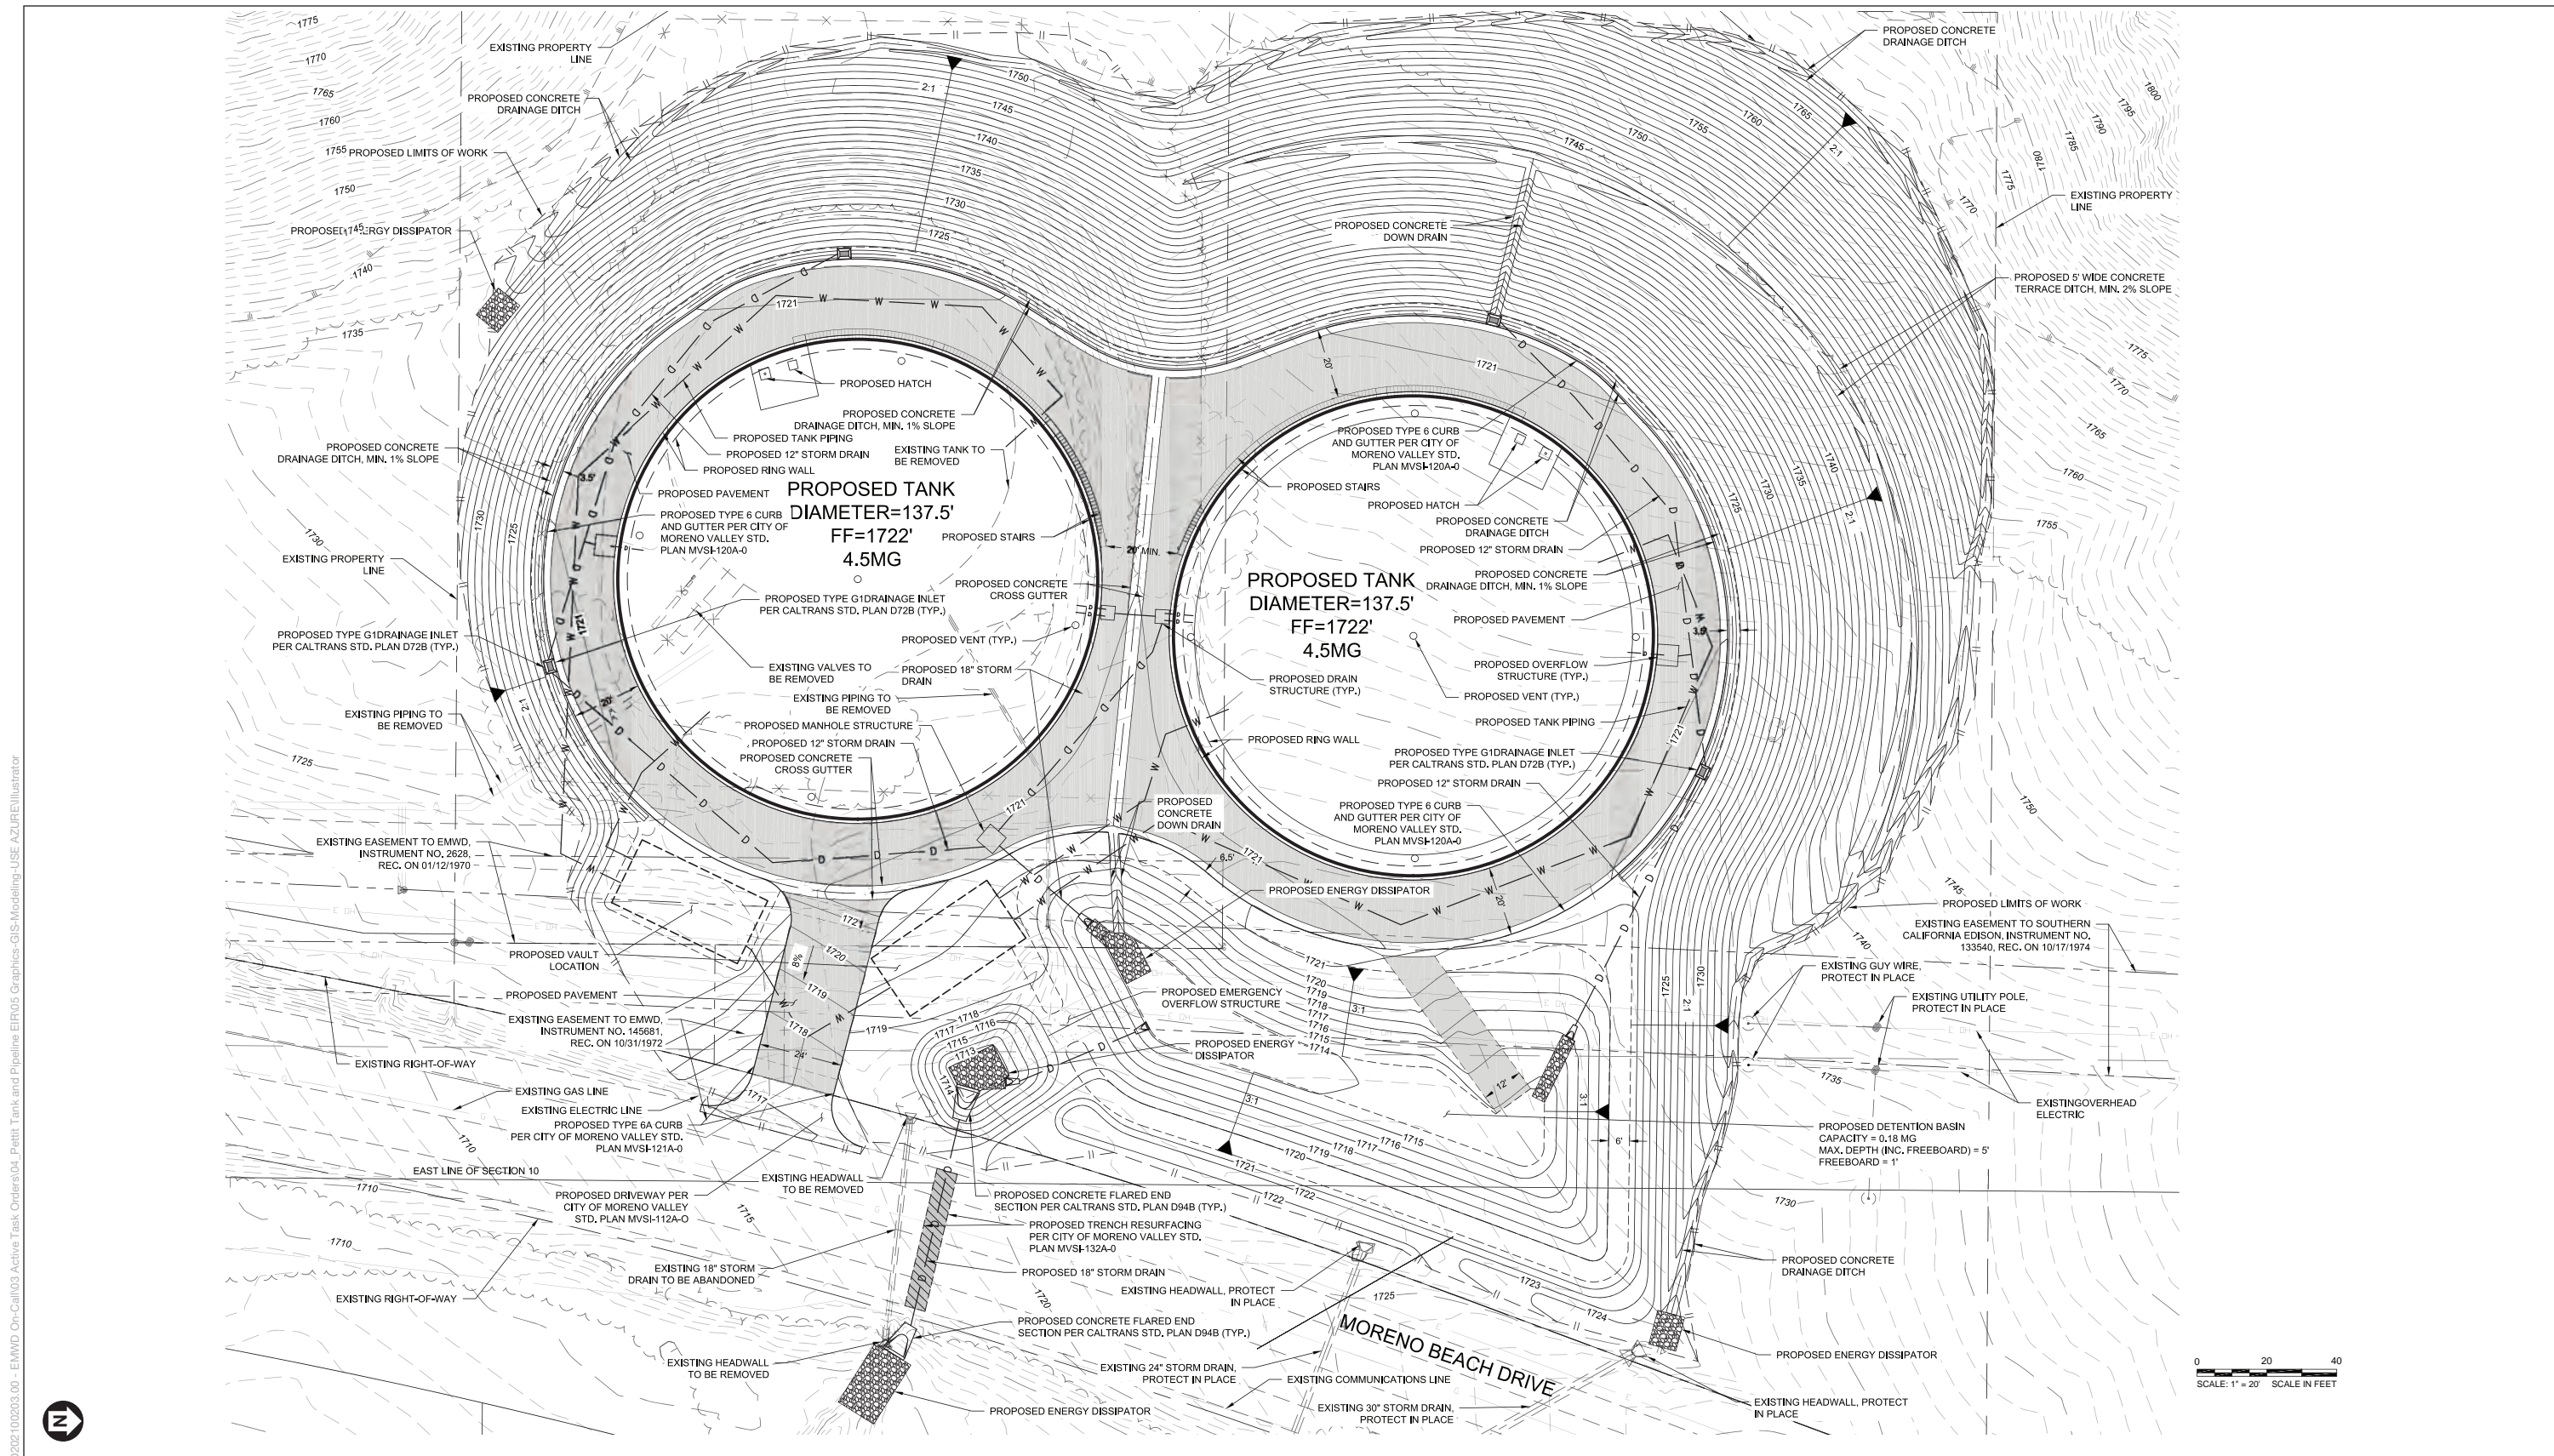 EXISTING PROPERTY
LINE
PROPOSED CONCRETE
DRAINAGE DITCH
PROPOSED LIMITS OF WORK
PROPOSED ENERGY DISSIPATOR
PROPOSED CONCRETE
DRAINAGE DITCH, MIN. 1% SLOPE
EXISTING PROPERTY
LINE
PROPOSED TYPE G1DRAINAGE INLET
PER CALTRANS STD. PLAN D72B (TYP.)
EXISTING PIPING TO
BE REMOVED
EXISTING EASEMENT TO EMWD,
INSTRUMENT NO. 2628,
REC. ON 01/12/1970
PROPOSED VAULT
LOCATION
PROPOSED PAVEMENT
EXISTING EASEMENT TO EMWD,
INSTRUMENT NO. 145681,
REC. ON 10/31/1972
EXISTING RIGHT-OF-WAY
EXISTING GAS LINE
EXISTING ELECTRIC LINE
PROPOSED TYPE 6A CURB
PER CITY OF MORENO VALLEY STD.
PLAN MVSI-121A-0
EAST LINE OF SECTION 10
PROPOSED DRIVEWAY PER
CITY OF MORENO VALLEY
STD. PLAN MVSI-112A-O
EXISTING 18" STORM
DRAIN TO BE ABANDONED
EXISTING RIGHT-OF-WAY
EXISTING HEADWALL
TO BE REMOVED
EXISTING HEADWALL
TO BE REMOVED
PROPOSED HATCH
PROPOSED CONCRETE
DRAINAGE DITCH, MIN. 1% SLOPE
PROPOSED TANK PIPING
PROPOSED 12" STORM DRAIN
EXISTING TANK TO
BE REMOVED
PROPOSED RING WALL
PROPOSED PAVEMENT
PROPOSED TANK
DIAMETER=137.5'
FF=1722'
4.5MG
PROPOSED TYPE 6 CURB
AND GUTTER PER CITY OF
MORENO VALLEY STD.
PLAN MVSI-120A-0
PROPOSED STAIRS
20' MIN.
PROPOSED CONCRETE
CROSS GUTTER
PROPOSED TYPE G1DRAINAGE INLET
PER CALTRANS STD. PLAN D72B (TYP.)
PROPOSED VENT (TYP.)
EXISTING VALVES TO
BE REMOVED
PROPOSED 18" STORM
DRAIN
EXISTING PIPING TO
BE REMOVED
PROPOSED MANHOLE STRUCTURE
PROPOSED 12" STORM DRAIN
PROPOSED CONCRETE
CROSS GUTTER
PROPOSED CONCRETE
DOWN DRAIN
PROPOSED TYPE 6 CURB
AND GUTTER PER CITY OF
MORENO VALLEY STD.
PLAN MVSI-120A-0
PROPOSED STAIRS
PROPOSED HATCH
PROPOSED CONCRETE
DRAINAGE DITCH
PROPOSED 12" STORM DRAIN
PROPOSED CONCRETE
DRAINAGE DITCH, MIN. 1% SLOPE
PROPOSED TANK
DIAMETER=137.5'
FF=1722'
4.5MG
PROPOSED PAVEMENT
PROPOSED OVERFLOW
STRUCTURE (TYP.)
PROPOSED DRAIN
STRUCTURE (TYP.)
PROPOSED VENT (TYP.)
PROPOSED TANK PIPING
PROPOSED RING WALL
PROPOSED TYPE G1DRAINAGE INLET
PER CALTRANS STD. PLAN D72B (TYP.)
PROPOSED 12" STORM DRAIN
PROPOSED
CONCRETE
DOWN DRAIN
PROPOSED TYPE 6 CURB
AND GUTTER PER CITY OF
MORENO VALLEY STD.
PLAN MVSI-120A-0
PROPOSED ENERGY DISSIPATOR
PROPOSED EMERGENCY
OVERFLOW STRUCTURE
PROPOSED ENERGY
DISSIPATOR
PROPOSED CONCRETE FLARED END
SECTION PER CALTRANS STD. PLAN D94B (TYP.)
PROPOSED TRENCH RESURFACING
PER CITY OF MORENO VALLEY STD.
PLAN MVSI-132A-0
PROPOSED 18" STORM DRAIN
EXISTING HEADWALL, PROTECT
IN PLACE
PROPOSED CONCRETE FLARED END
SECTION PER CALTRANS STD. PLAN D94B (TYP.)
EXISTING 24" STORM DRAIN,
PROTECT IN PLACE
EXISTING COMMUNICATIONS LINE
PROPOSED ENERGY DISSIPATOR
EXISTING 30" STORM DRAIN,
PROTECT IN PLACE
MORENO BEACH DRIVE
PROPOSED CONCRETE
DRAINAGE DITCH
EXISTING PROPERTY
LINE
PROPOSED 5' WIDE CONCRETE
TERRACE DITCH, MIN. 2% SLOPE
PROPOSED LIMITS OF WORK
EXISTING EASEMENT TO SOUTHERN
CALIFORNIA EDISON, INSTRUMENT NO.
133540, REC. ON 10/17/1974
EXISTING GUY WIRE,
PROTECT IN PLACE
EXISTING UTILITY POLE,
PROTECT IN PLACE
EXISTINGOVERHEAD
ELECTRIC
PROPOSED DETENTION BASIN
CAPACITY = 0.18 MG
MAX. DEPTH (INC. FREEBOARD) = 5'
FREEBOARD = 1'
PROPOSED CONCRETE
DRAINAGE DITCH
PROPOSED ENERGY DISSIPATOR
EXISTING HEADWALL, PROTECT
IN PLACE
0 20 40
SCALE: 1" = 20' SCALE IN FEET
N